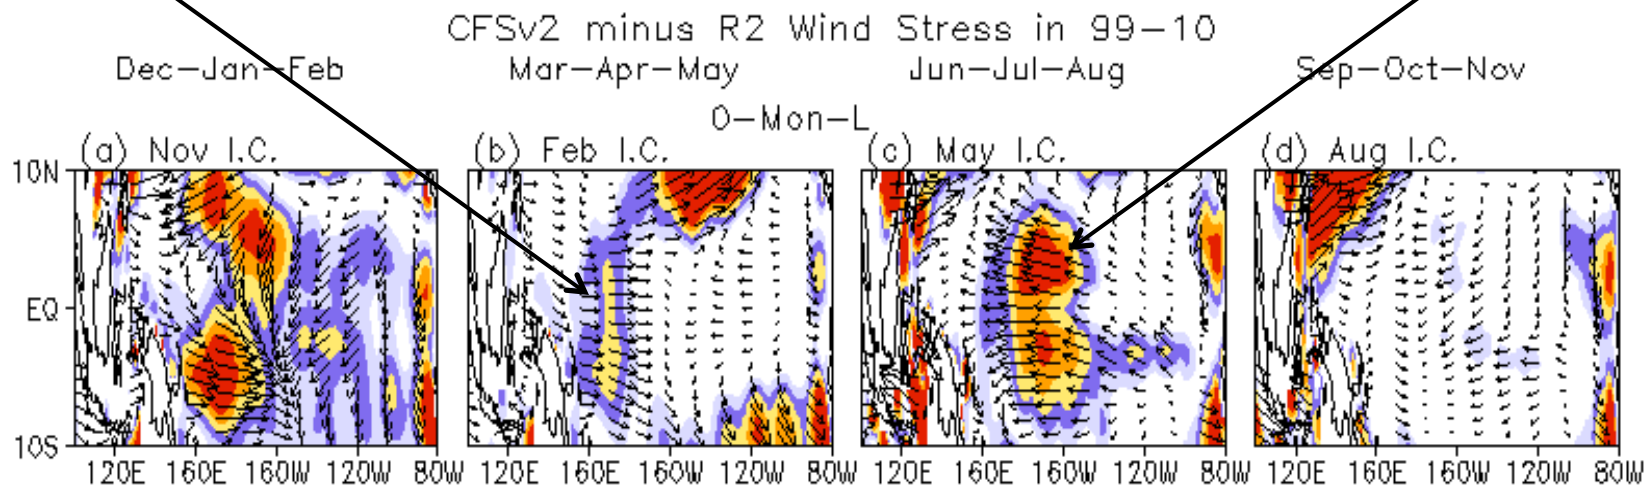 CFSv2 minus R2 Wind Stress in 99-10
Dec-Jan-Feb Mar-Apr-May Jun-Jul-Aug Sep-Oct-Nov
0-Mon-L
(a) Nov I.C. (b) Feb I.C. (c) May I.C. (d) Aug I.C.
10N
EQ
10S
120E 160E 160W 120W 80W 120E 160E 160W 120W 80W 120E 160E 160W 120W 80W 120E 160E 160W 120W 80W